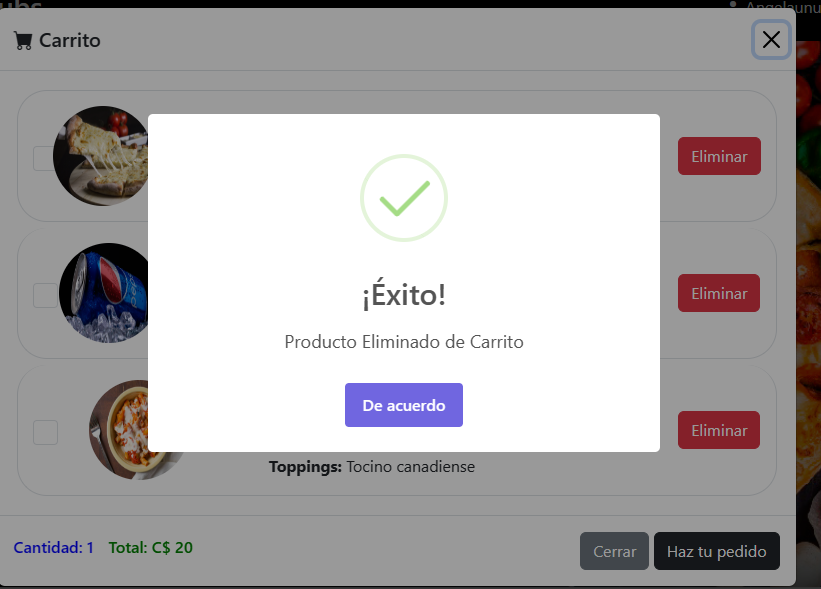 Carrito
Eliminar
¡Éxito!
Producto Eliminado de Carrito
De acuerdo
Eliminar
Eliminar
Toppings: Tocino canadiense
Cantidad: 1 Total: C$ 20
Cerrar
Haz tu pedido